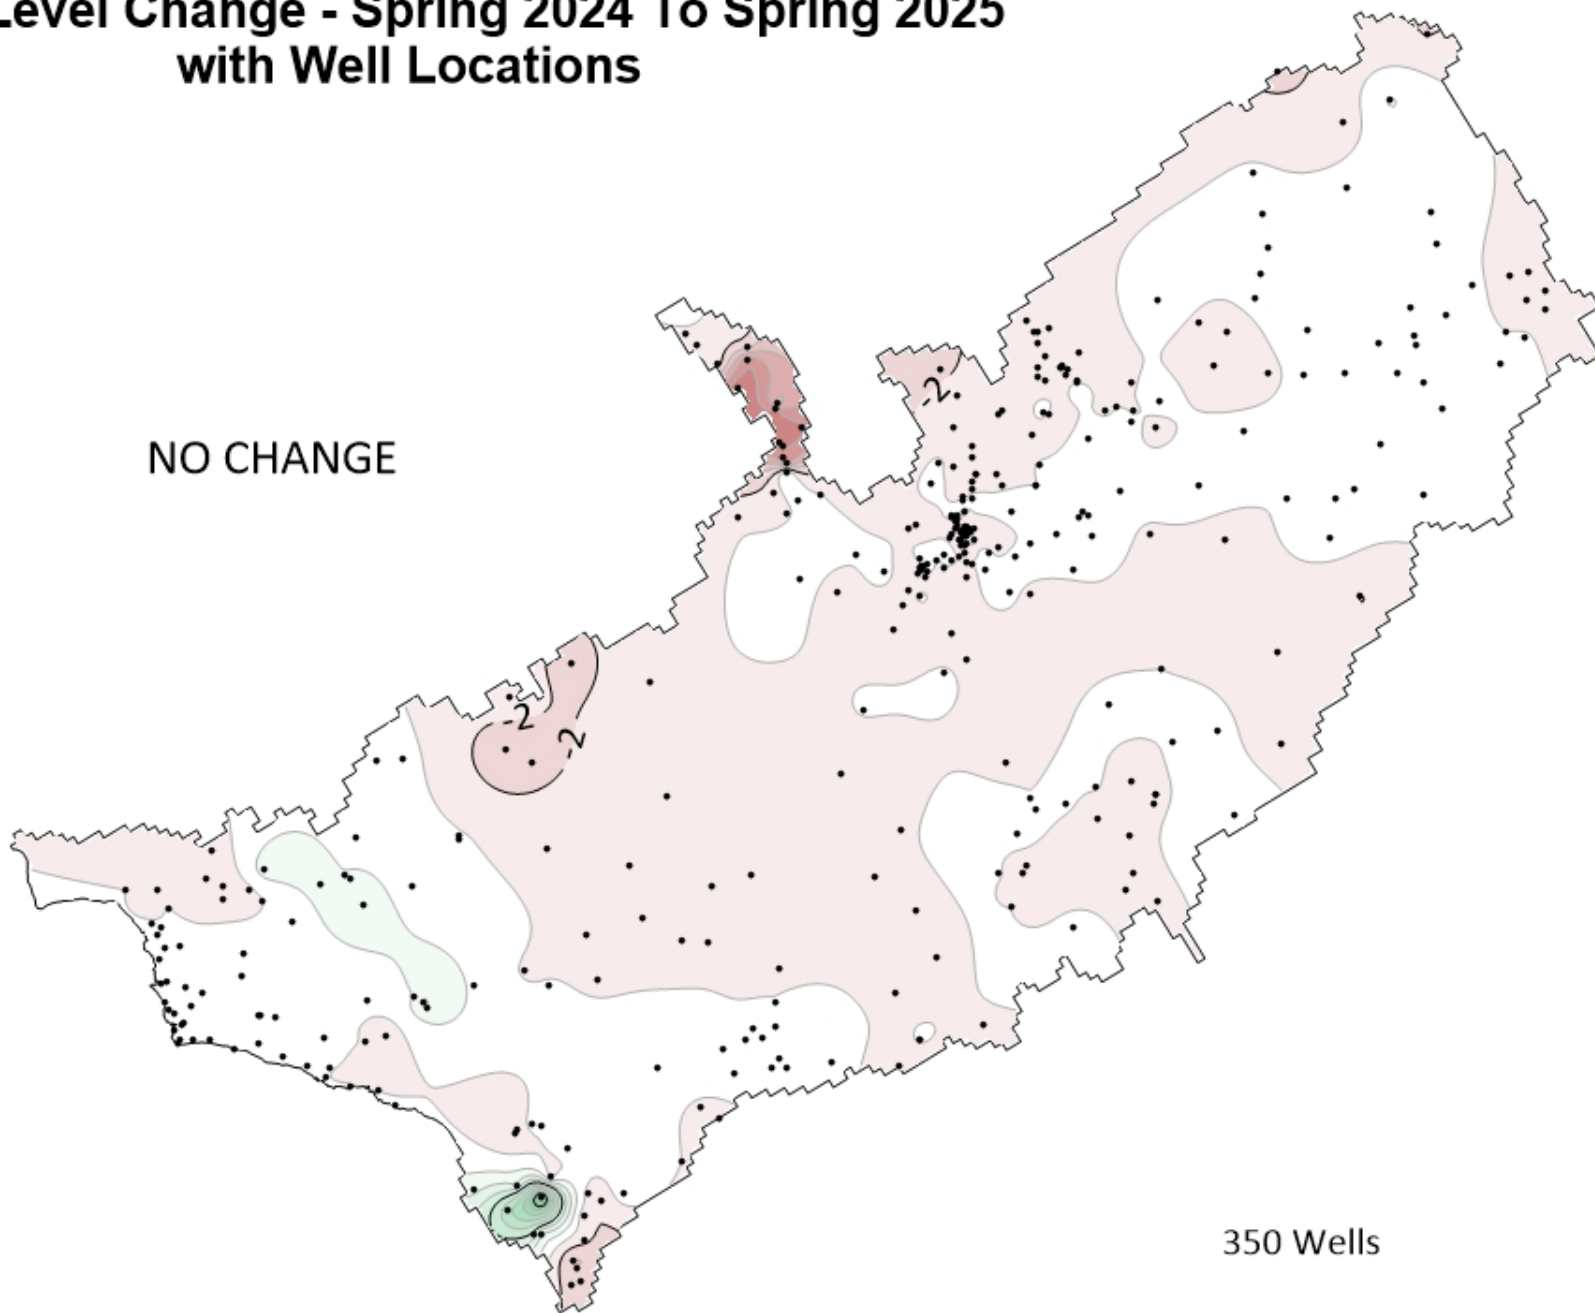 Level Change - Spring 2024 To Spring 2025
with Well Locations
-2
NO CHANGE
-2
-2
350 Wells